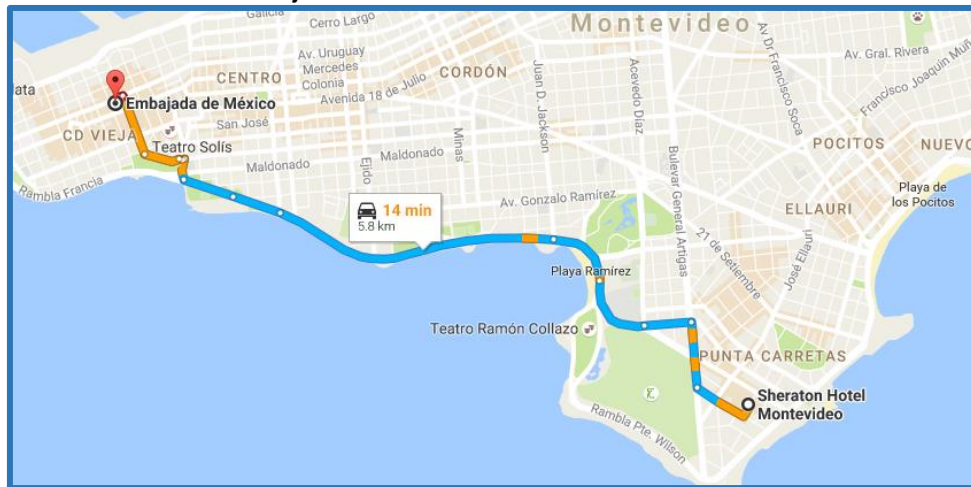 Galicia
Cerro Largo
Montevideo
Av. Uruguay
Mercedes
Colonia
Avenida 18 de Julio
CENTRO
CORDÓN
Juan D. Jackson
Acevedo Díaz
Av Dr Francisco Soca
Av. Gral. Rivera
Francisco Joaquín Muñ
ata
Embajada de México
CD VIEJA
San José
Teatro Solís
Maldonado
Maldonado
Ejido
Minas
Rambla Francia
14 min
5.8 km
Av. Gonzalo Ramírez
Bulevar General Artigas
POCITOS
NUEVO
Playa de
los Pocitos
ELLAURI
21 de Setiembre
José Ellauri
Playa Ramírez
Teatro Ramón Collazo
PUNTA CARRETAS
Sheraton Hotel
Montevideo
Rambla Pte. Wilson